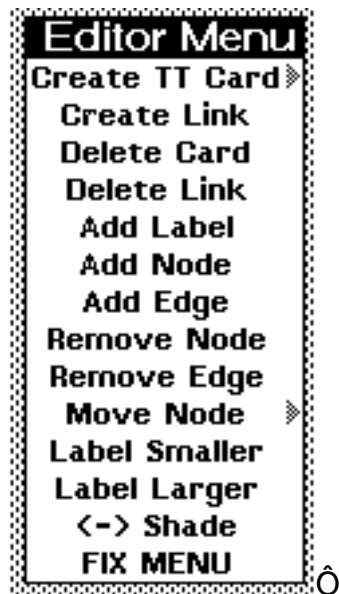 Editor Menu
Create TT Card
Create Link
Delete Card
Delete Link
Add Label
Add Node
Add Edge
Remove Node
Remove Edge
Move Node
Label Smaller
Label Larger
<-> Shade
FIX MENU
Ô